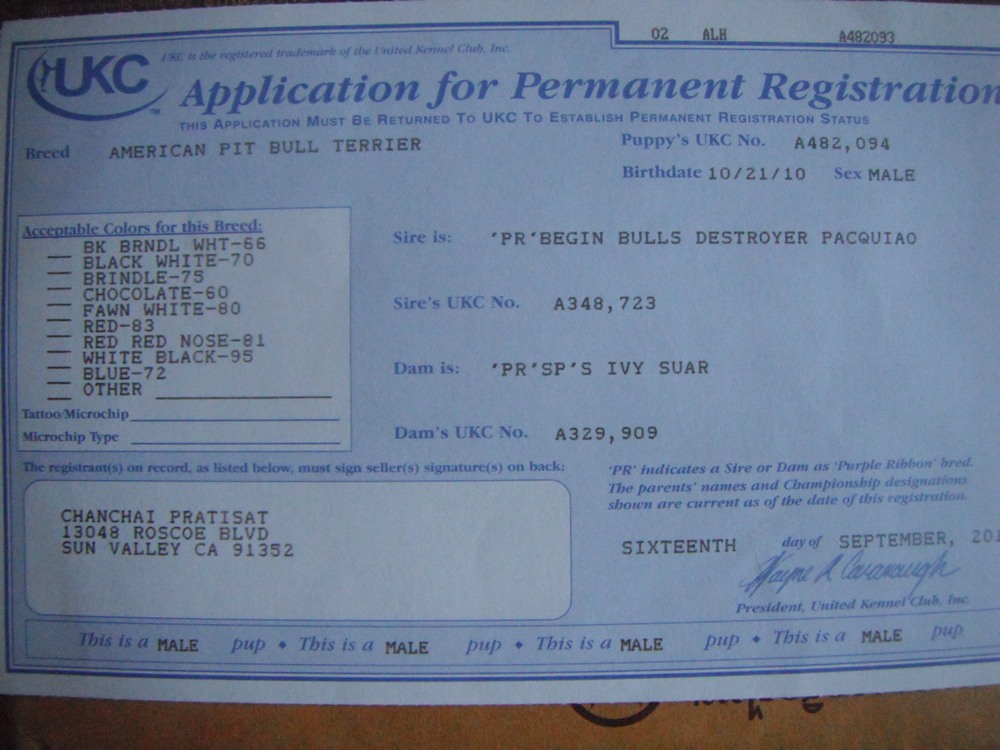 02 ALH A482093
UKC is the registered trademark of the United Kennel Club, Inc.
UKC™
Application for Permanent Registration
THIS APPLICATION MUST BE RETURNED TO UKC TO ESTABLISH PERMANENT REGISTRATION STATUS
Breed AMERICAN PIT BULL TERRIER
Puppy's UKC No. A482,094
Birthdate 10/21/10 Sex MALE
Acceptable Colors for this Breed:
BK BRNDL WHT-66
BLACK WHITE-70
BRINDLE-75
CHOCOLATE-60
FAWN WHITE-80
RED-83
RED RED NOSE-81
WHITE BLACK-95
BLUE-72
OTHER
Tattoo/Microchip
Microchip Type
Sire is: 'PR'BEGIN BULLS DESTROYER PACQUIAO
Sire's UKC No. A348,723
Dam is: 'PR'SP'S IVY SUAR
Dam's UKC No. A329,909
The registrant(s) on record, as listed below, must sign seller(s) signature(s) on back:
CHANCHAI PRATISAT
13048 ROSCOE BLVD
SUN VALLEY CA 91352
'PR' indicates a Sire or Dam as 'Purple Ribbon' bred.
The parents' names and Championship designations
shown are current as of the date of this registration.
SIXTEENTH day of SEPTEMBER, 201
Wayne R Cavanaugh
President, United Kennel Club, Inc.
This is a MALE pup ◆ This is a MALE pup ◆ This is a MALE pup ◆ This is a MALE pup